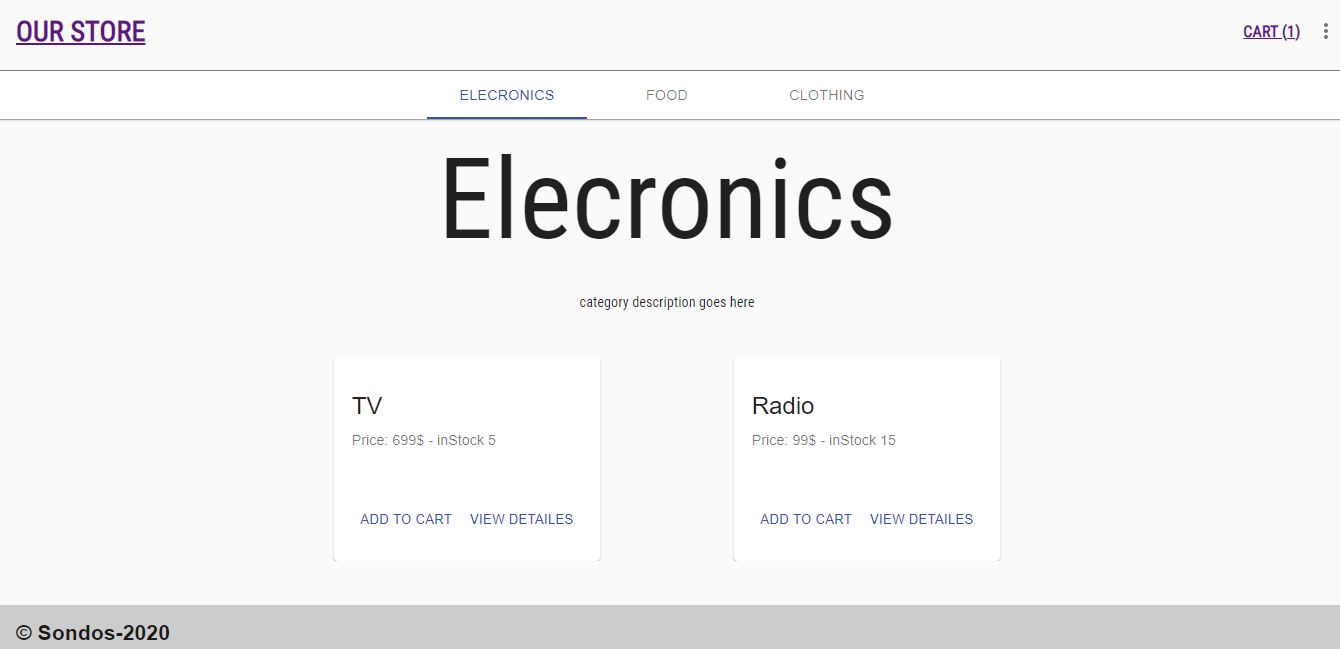 OUR STORE
CART (1)
ELECRONICS FOOD CLOTHING
Elecronics
category description goes here
TV
Price: 699$ - inStock 5
ADD TO CART VIEW DETAILES
Radio
Price: 99$ - inStock 15
ADD TO CART VIEW DETAILES
© Sondos-2020